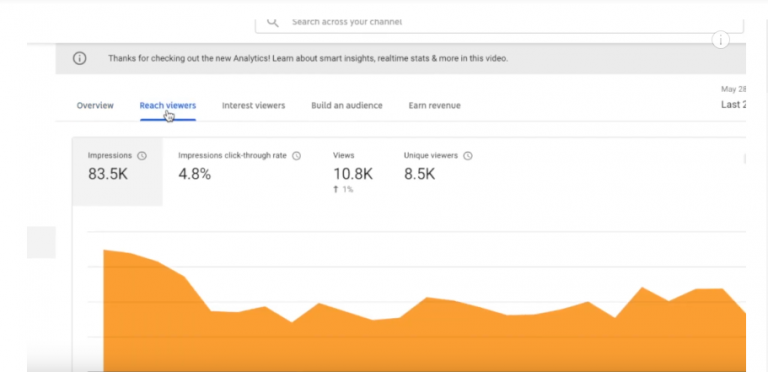 Search across your channel
Thanks for checking out the new Analytics! Learn about smart insights, realtime stats & more in this video.
May 28
Overview Reach viewers Interest viewers Build an audience Earn revenue
Last 2
Impressions Impressions click-through rate Views Unique viewers
83.5K 4.8% 10.8K 8.5K
↑ 1%